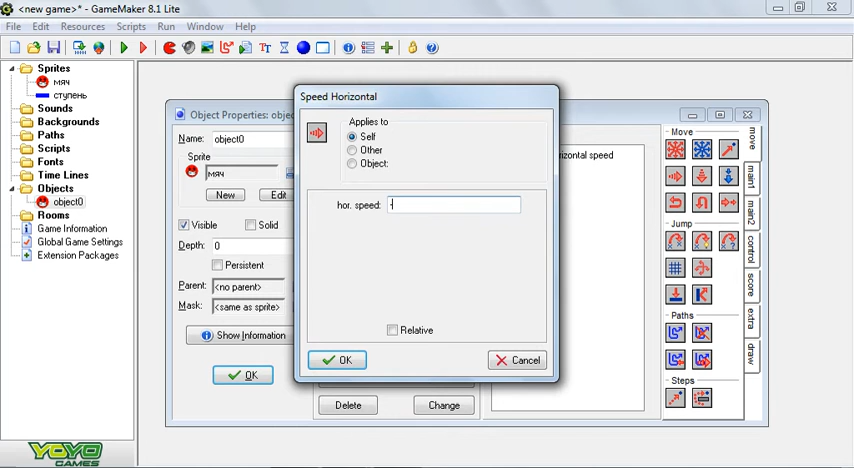 <new game>* - GameMaker 8.1 Lite
File Edit Resources Scripts Run Window Help
Sprites
мяч
ступень
Sounds
Backgrounds
Paths
Scripts
Fonts
Time Lines
Objects
object0
Rooms
Game Information
Global Game Settings
Extension Packages
YOYO
GAMES
Object Properties: objec
Name: object0
Sprite
мяч
New Edit
Visible Solid
Depth: 0
Persistent
Parent: <no parent>
Mask: <same as sprite>
Show Information
OK
Speed Horizontal
Applies to
Self
Other
Object:
hor. speed: -
Relative
OK Cancel
Delete Change
rizontal speed
Move
Jump
Paths
Steps
move
main1
main2
control
score
extra
draw